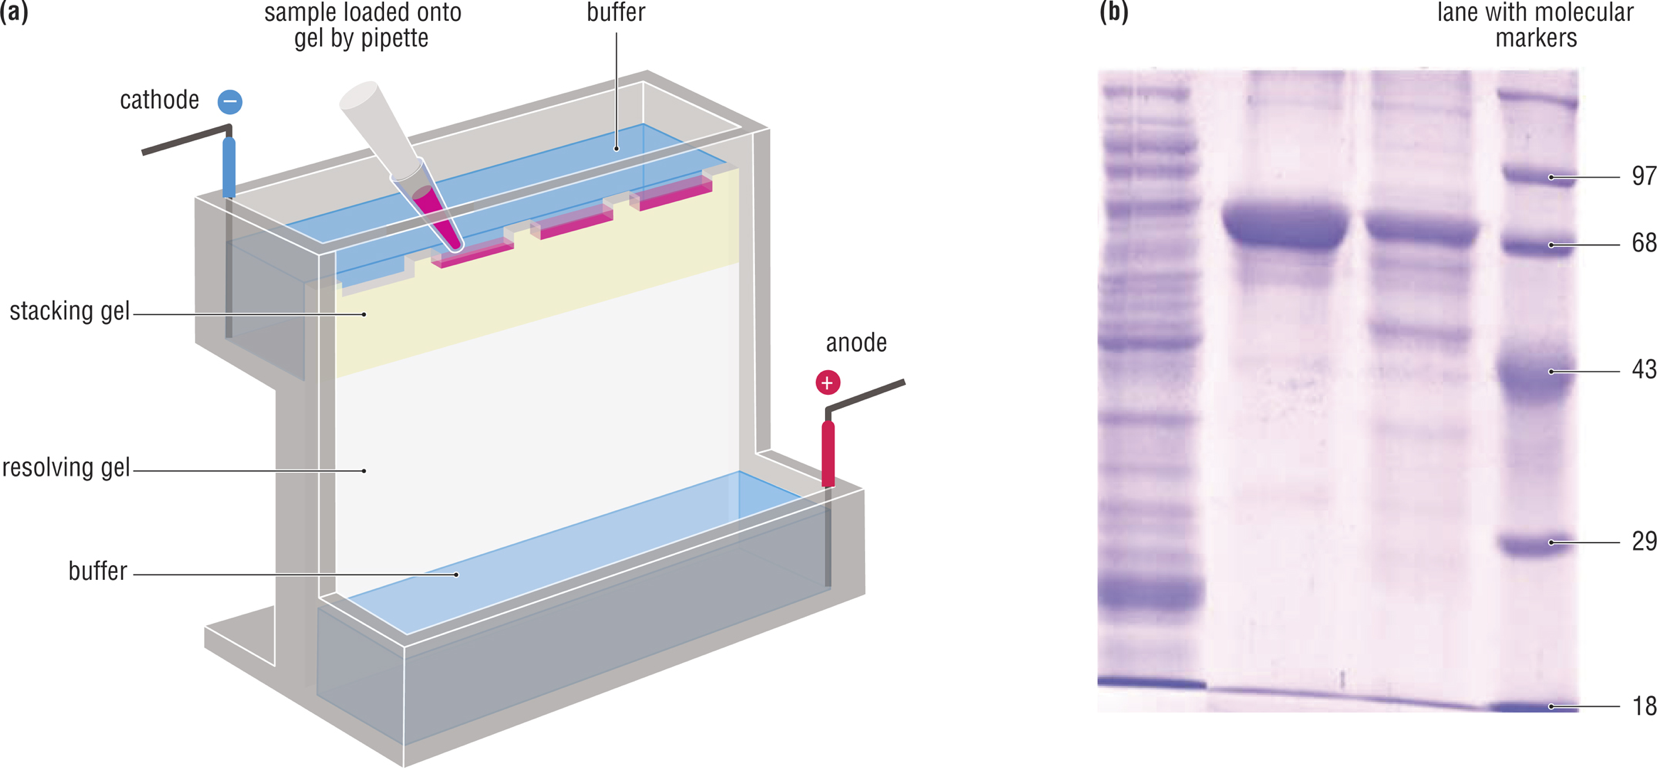 (a)
sample loaded onto
gel by pipette
buffer
cathode
−
stacking gel
anode
+
resolving gel
buffer
(b)
lane with molecular
markers
97
68
43
29
18